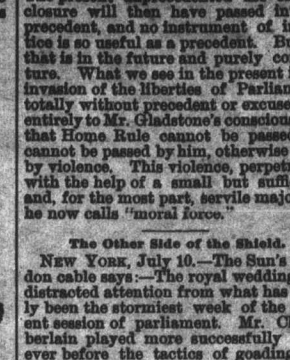 closure will then have passed in
precedent, and no instrument of i
tice is so useful as a precedent. Bu
that is in the future and purely co
ture. What we see in the present i
invasion of the liberties of Parlian
totally without precedent or excuse
entirely to Mr. Gladstone's conscious
that Home Rule cannot be passe
cannot be passed by him, otherwise
by violence. This violence, perpetr
with the help of a small but suffi
and, for the most part, servile majo
he now calls "moral force."
The Other Side of the Shield.
NEW YORK, July 10.—The Sun's
don cable says:—The royal wedding
distracted attention from what has
ly been the stormiest week of the
ent session of parliament. Mr. C
berlain played more successfully
ever before the tactics of goading